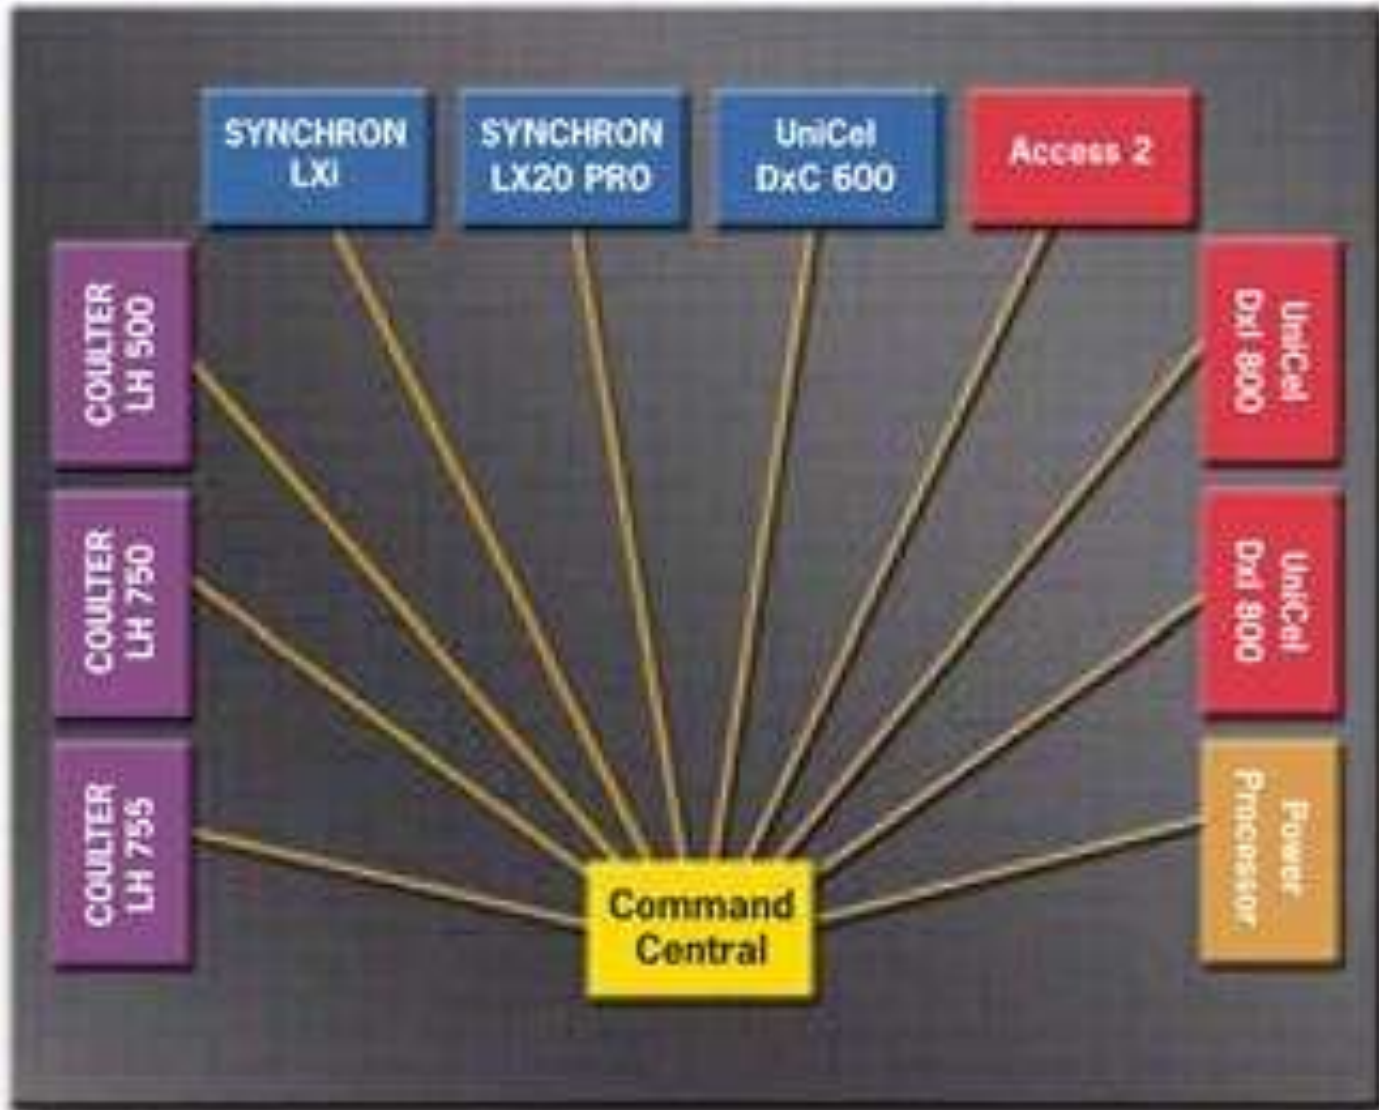 SYNCHRON
LXi
SYNCHRON
LX20 PRO
UniCel
DxC 600
Access 2
COULTER
LH 500
COULTER
LH 750
COULTER
LH 755
UniCel
DxI 800
UniCel
DxI 800
Power
Processor
Command
Central